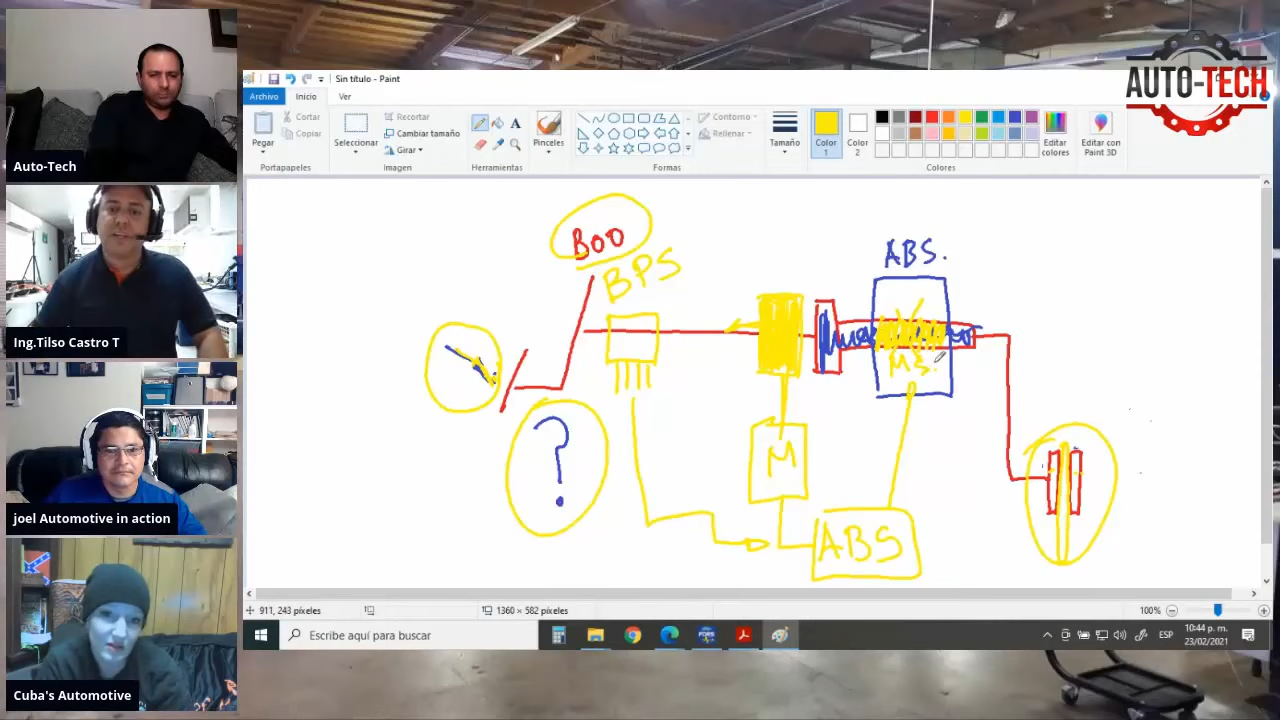 Auto-Tech
Ing.Tilso Castro T
joel Automotive in action
Cuba's Automotive
AUTO-TECH
Sin título - Paint
Archivo
Inicio
Ver
Pegar
Cortar
Copiar
Portapapeles
Seleccionar
Recortar
Cambiar tamaño
Girar
Imagen
A
Herramientas
Pinceles
Contorno
Rellenar
Formas
Tamaño
Color 1
Color 2
Editar colores
Colores
Editar con Paint 3D
BOO
BPS
ABS.
M
ABS
?
911, 243 píxeles
1360 × 582 píxeles
100%
Escribe aquí para buscar
ESP
10:44 p. m.
23/02/2021